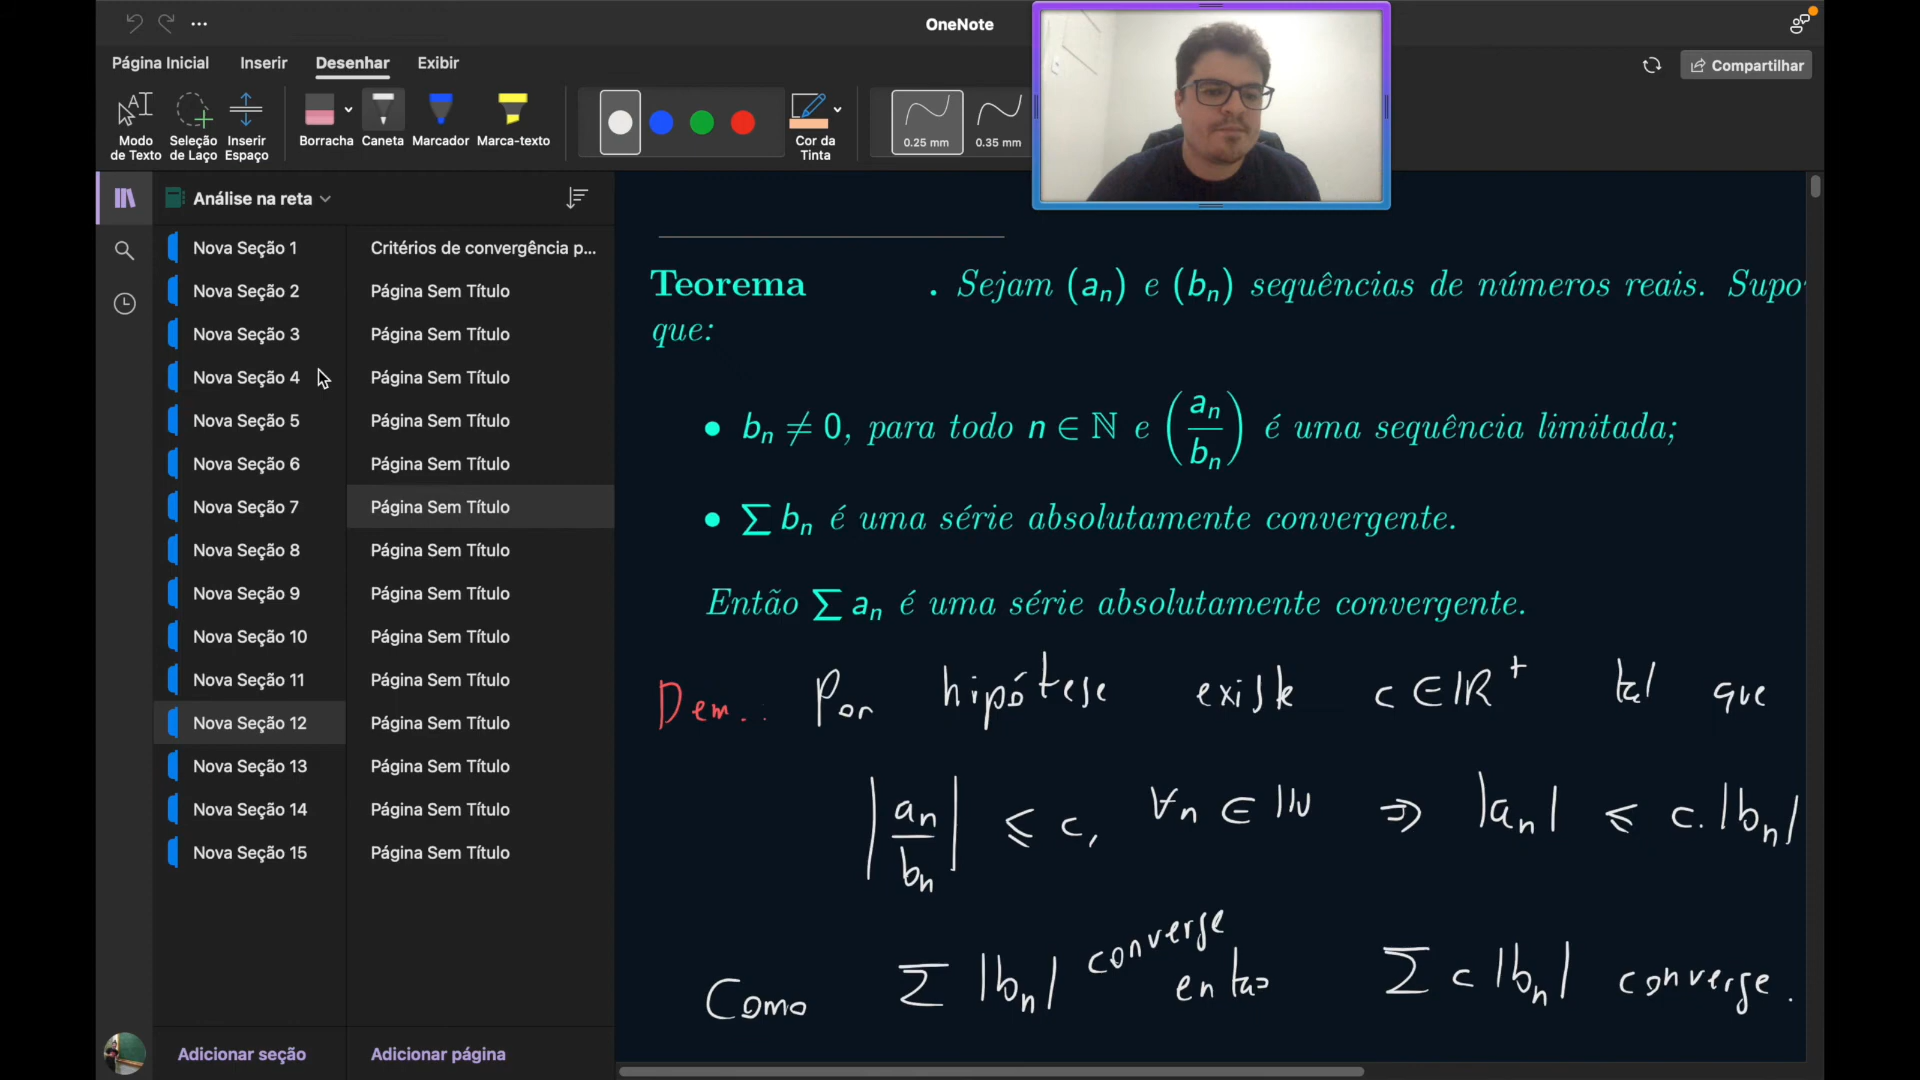 OneNote
Página Inicial Inserir Desenhar Exibir
Compartilhar
Modo de Texto
Seleção de Laço
Inserir Espaço
Borracha
Caneta
Marcador
Marca-texto
Cor da Tinta
0.25 mm
0.35 mm
Análise na reta
Nova Seção 1
Nova Seção 2
Nova Seção 3
Nova Seção 4
Nova Seção 5
Nova Seção 6
Nova Seção 7
Nova Seção 8
Nova Seção 9
Nova Seção 10
Nova Seção 11
Nova Seção 12
Nova Seção 13
Nova Seção 14
Nova Seção 15
Adicionar seção
Critérios de convergência p...
Página Sem Título
Página Sem Título
Página Sem Título
Página Sem Título
Página Sem Título
Página Sem Título
Página Sem Título
Página Sem Título
Página Sem Título
Página Sem Título
Página Sem Título
Página Sem Título
Página Sem Título
Página Sem Título
Adicionar página
Teorema . Sejam (aₙ) e (bₙ) sequências de números reais. Supo
que:
• bₙ ≠ 0, para todo n ∈ ℕ e (aₙ/bₙ) é uma sequência limitada;
• ∑ bₙ é uma série absolutamente convergente.
Então ∑ aₙ é uma série absolutamente convergente.
Dem.: Por hipótese existe c ∈ ℝ⁺ tal que
|aₙ/bₙ| ⩽ c, ∀n ∈ ℕ ⇒ |aₙ| ⩽ c.|bₙ|
Como ∑ |bₙ| converge então ∑ c |bₙ| converge.